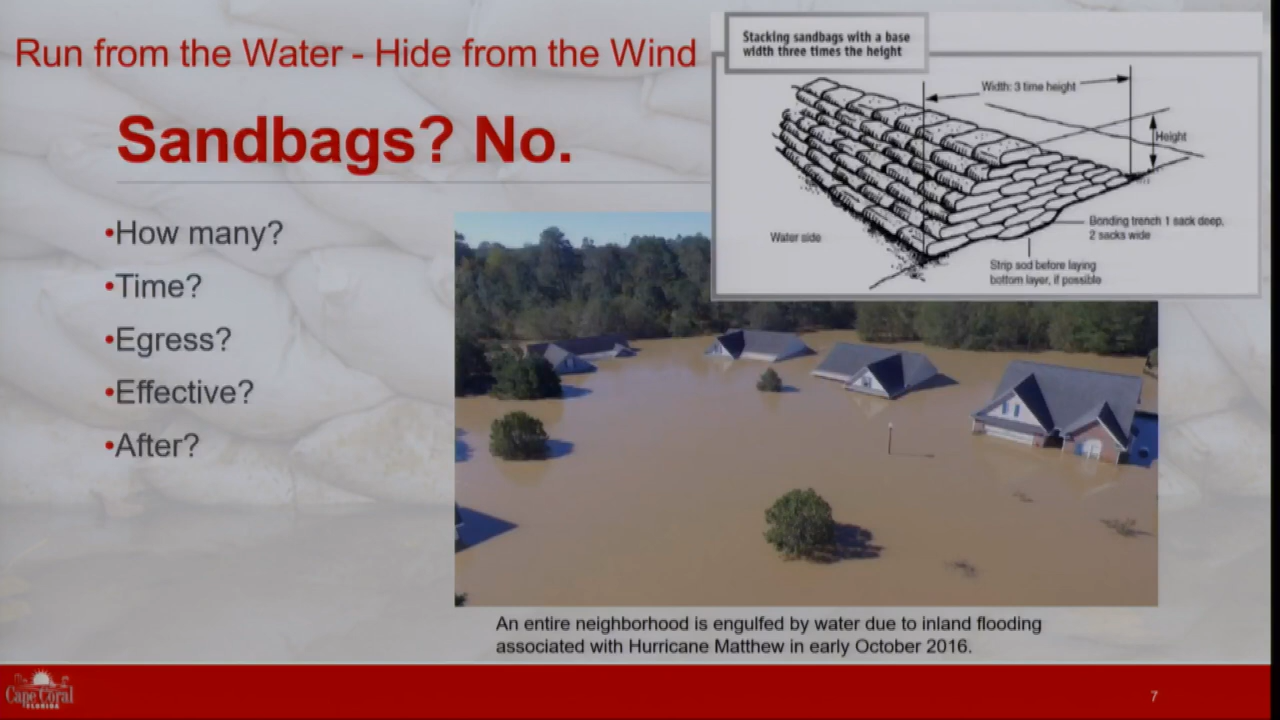 Run from the Water - Hide from the Wind
Sandbags? No.
•How many?
•Time?
•Egress?
•Effective?
•After?
Stacking sandbags with a base
width three times the height
Width: 3 time height
Height
Water side
Bonding trench 1 sack deep,
2 sacks wide
Strip sod before laying
bottom layer, if possible
An entire neighborhood is engulfed by water due to inland flooding
associated with Hurricane Matthew in early October 2016.
Cape Coral
FLORIDA
7